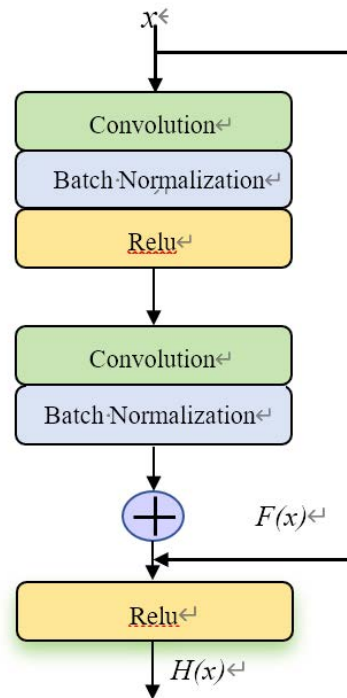 x↵
Convolution↵
Batch·Normalization↵
Relu↵
Convolution↵
Batch·Normalization↵
F(x)↵
Relu↵
H(x)↵